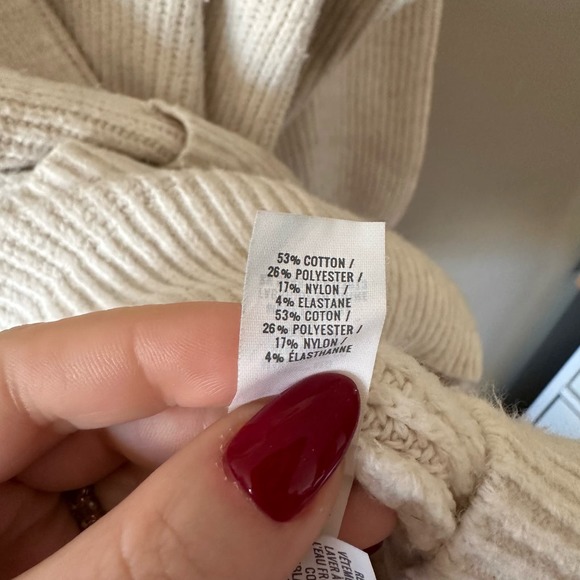 53% COTTON /
26% POLYESTER /
17% NYLON /
4% ELASTANE
53% COTON /
26% POLYESTER /
17% NYLON /
4% ÉLASTHANNE